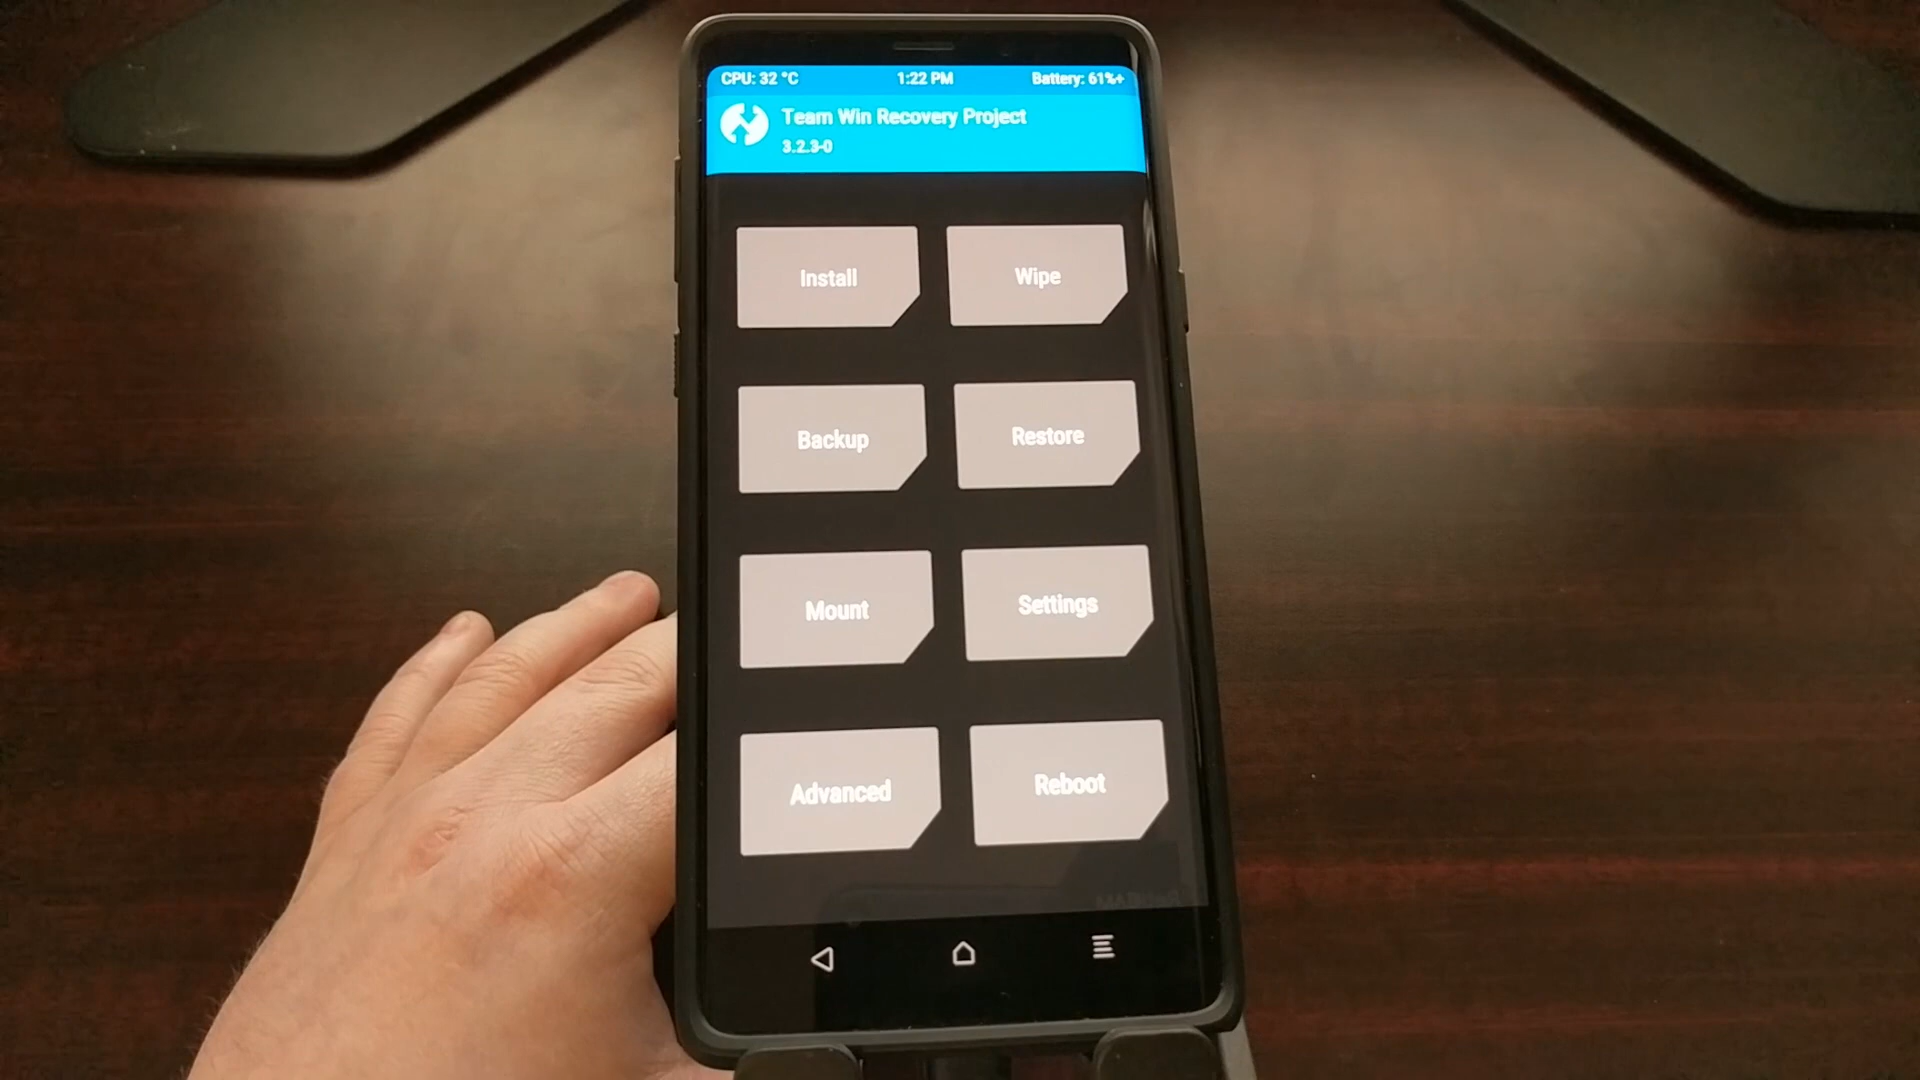 CPU: 32 °C 1:22 PM Battery: 61%+
Team Win Recovery Project
3.2.3-0
Install Wipe
Backup Restore
Mount Settings
Advanced Reboot